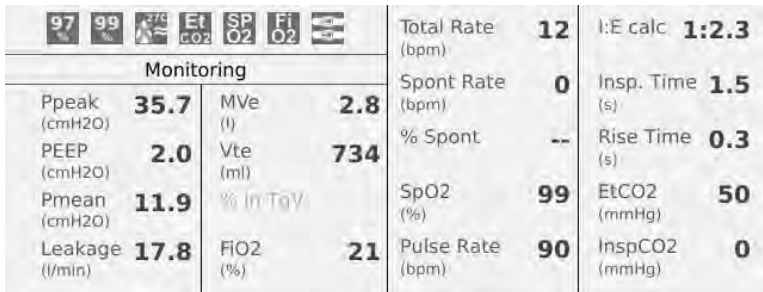 97 %
99 %
27C
Et CO2
SP O2
Fi O2
Monitoring
Ppeak 35.7
(cmH2O)
PEEP 2.0
(cmH2O)
Pmean 11.9
(cmH2O)
Leakage 17.8
(l/min)
MVe 2.8
(l)
Vte 734
(ml)
% in TgV
FiO2 21
(%)
Total Rate 12
(bpm)
Spont Rate 0
(bpm)
% Spont --
SpO2 99
(%)
Pulse Rate 90
(bpm)
I:E calc 1:2.3
Insp. Time 1.5
(s)
Rise Time 0.3
(s)
EtCO2 50
(mmHg)
InspCO2 0
(mmHg)